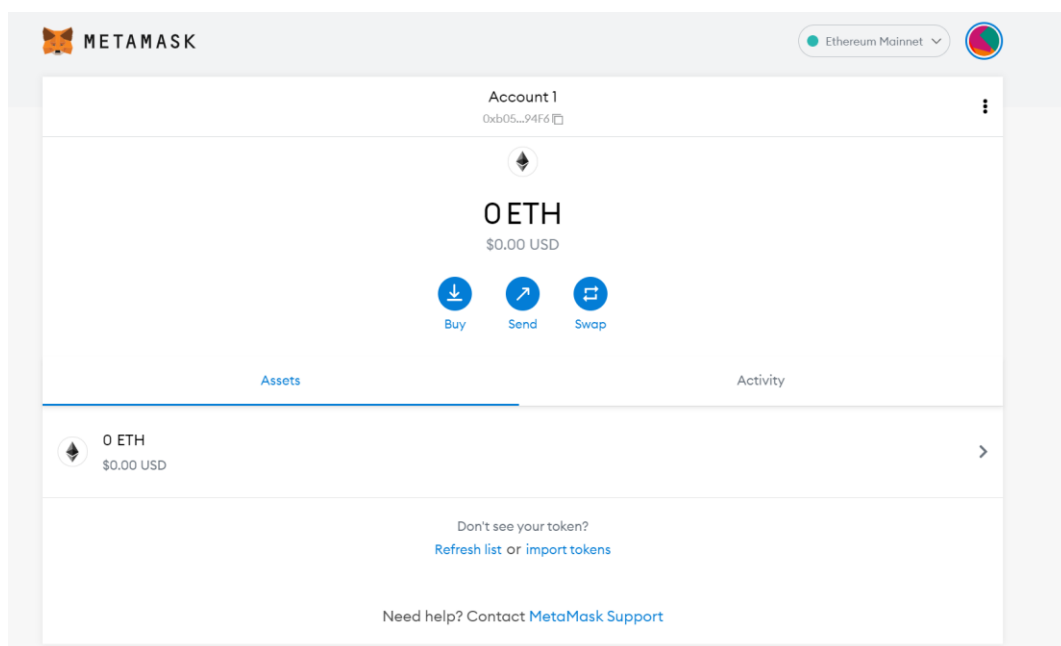 METAMASK
Ethereum Mainnet
Account 1
0xb05...94F6
0 ETH
$0.00 USD
Buy Send Swap
Assets Activity
0 ETH
$0.00 USD
Don't see your token?
Refresh list or import tokens
Need help? Contact MetaMask Support